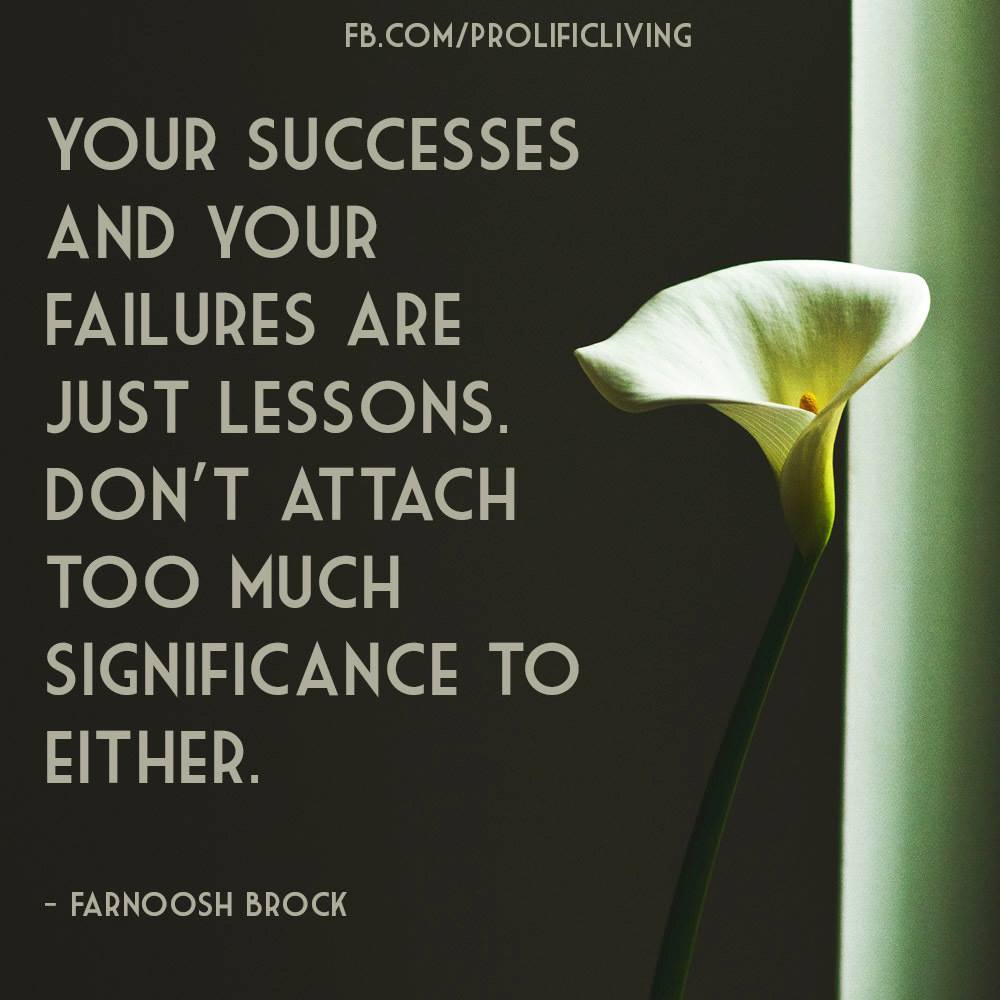 FB.COM/PROLIFICLIVING
YOUR SUCCESSES
AND YOUR
FAILURES ARE
JUST LESSONS.
DON'T ATTACH
TOO MUCH
SIGNIFICANCE TO
EITHER.
- FARNOOSH BROCK